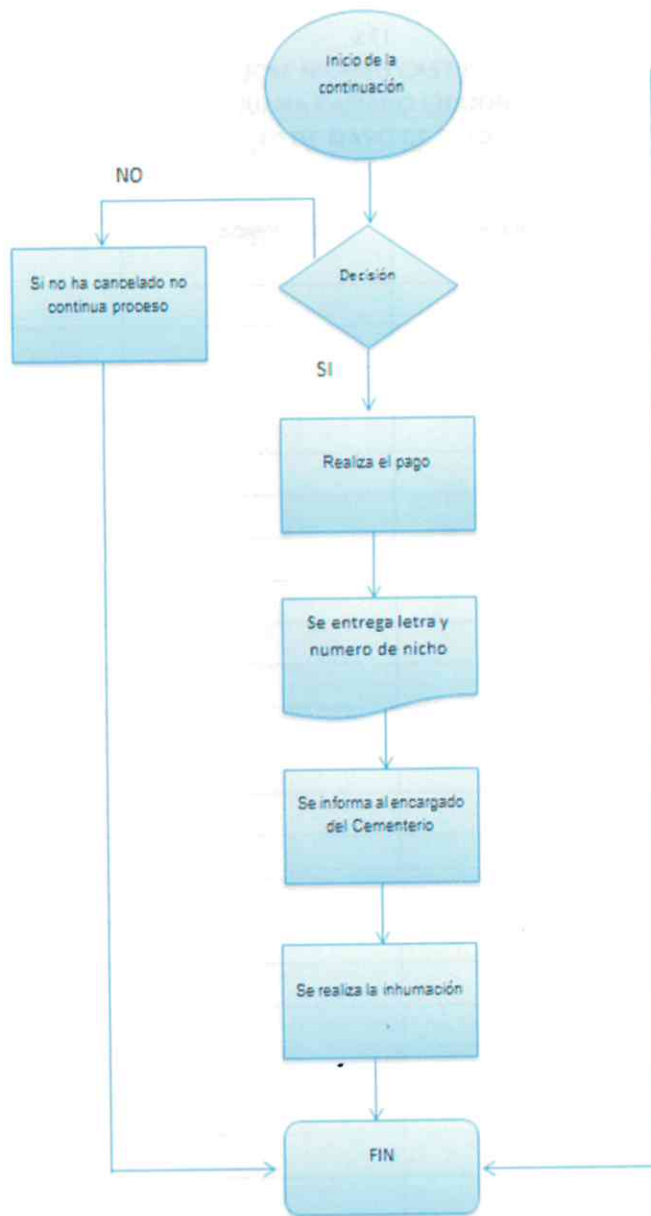 Inicio de la
continuación
NO
Decisión
Si no ha cancelado no
continua proceso
SI
Realiza el pago
Se entrega letra y
numero de nicho
Se informa al encargado
del Cementerio
Se realiza la inhumación
FIN